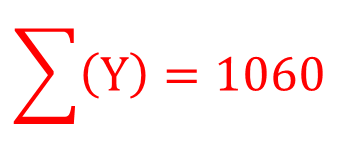 ∑(Y) = 1060